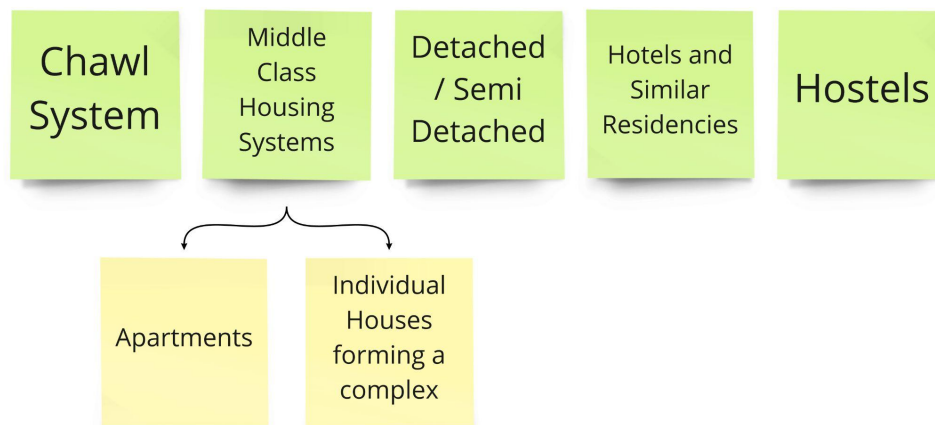 Chawl
System
Middle
Class
Housing
Systems
Detached
/ Semi
Detached
Hotels and
Similar
Residencies
Hostels
Apartments
Individual
Houses
forming a
complex